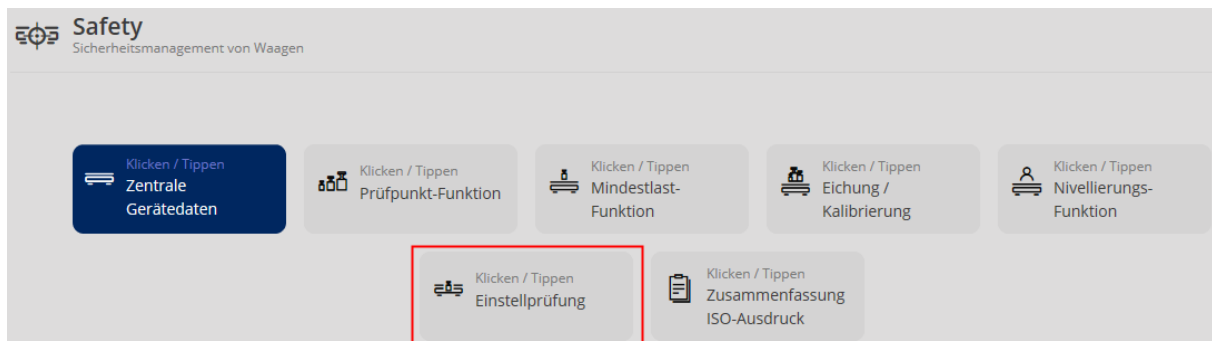 Safety
Sicherheitsmanagement von Waagen
Klicken / Tippen
Zentrale
Gerätedaten
Klicken / Tippen
Prüfpunkt-Funktion
Klicken / Tippen
Mindestlast-
Funktion
Klicken / Tippen
Eichung /
Kalibrierung
Klicken / Tippen
Nivellierungs-
Funktion
Klicken / Tippen
Einstellprüfung
Klicken / Tippen
Zusammenfassung
ISO-Ausdruck